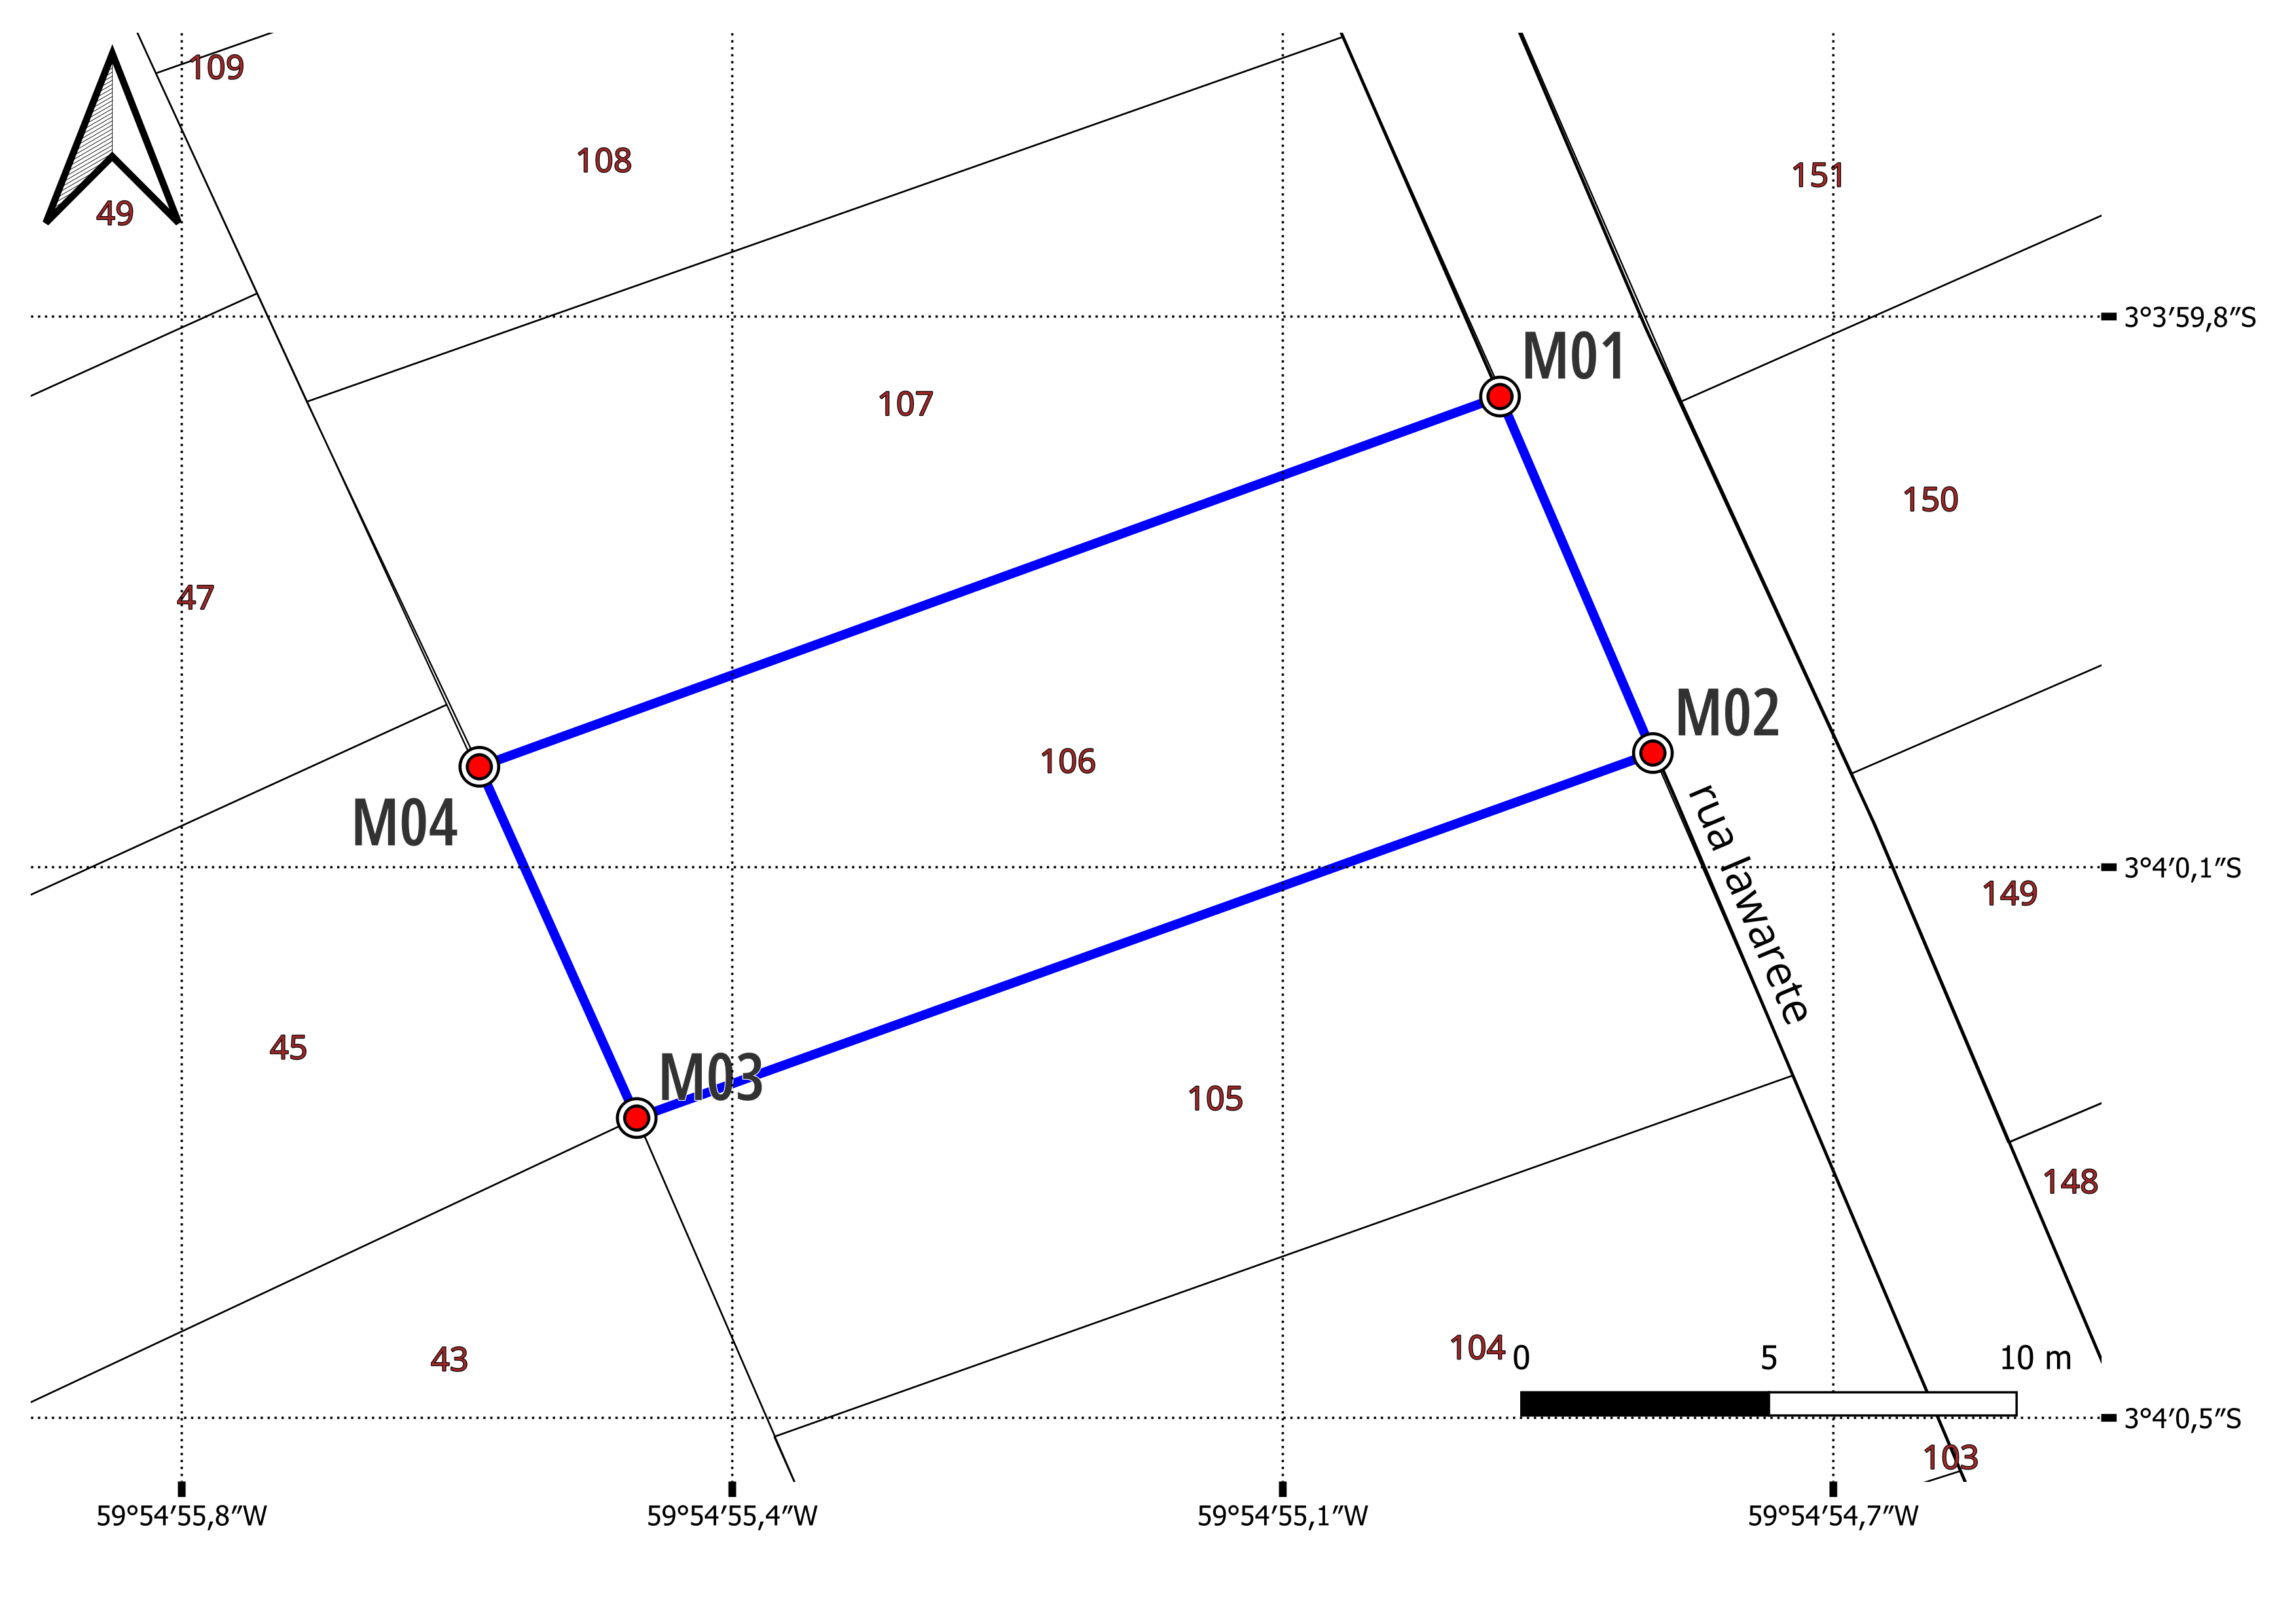 109
108
151
49
3°3′59,8″S
M01
107
150
47
M02
106
M04
rua Iawarete
3°4′0,1″S
149
45
M03
105
148
104
0 5 10 m
43
3°4′0,5″S
103
59°54′55,8″W 59°54′55,4″W 59°54′55,1″W 59°54′54,7″W